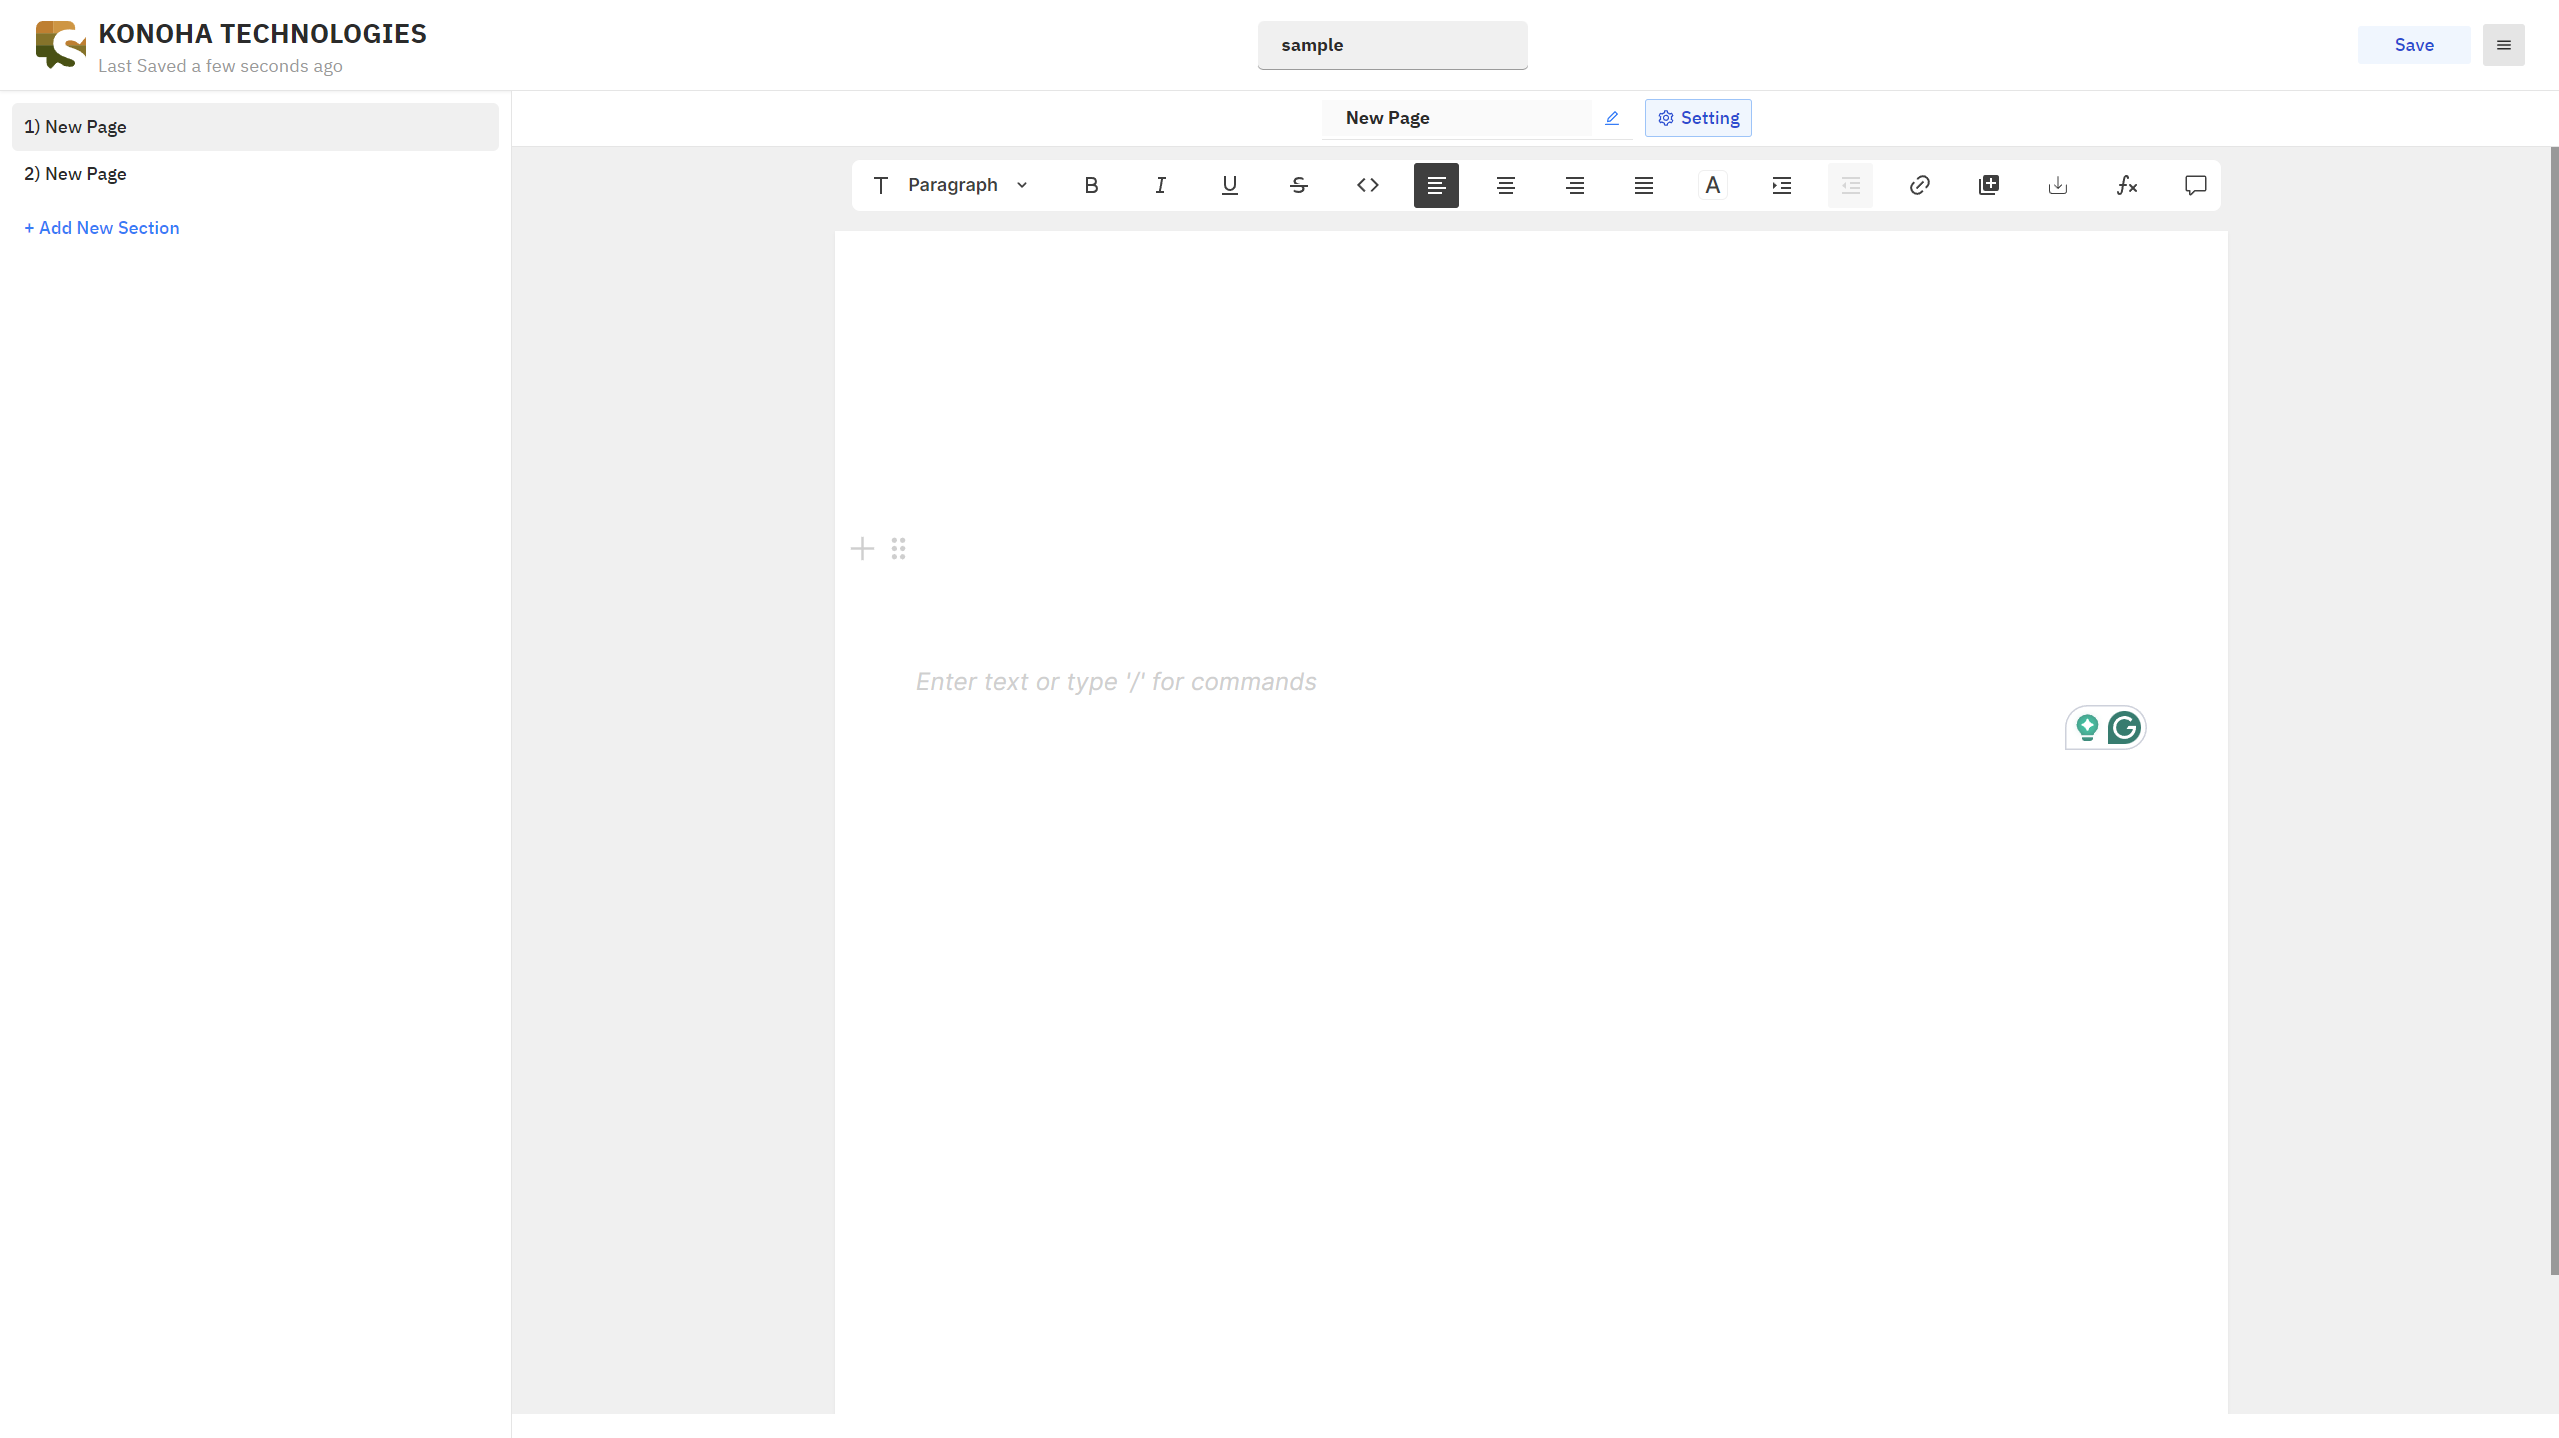 KONOHA TECHNOLOGIES
Last Saved a few seconds ago
sample
Save
1) New Page
2) New Page
+ Add New Section
New Page
Setting
Paragraph
Enter text or type '/' for commands